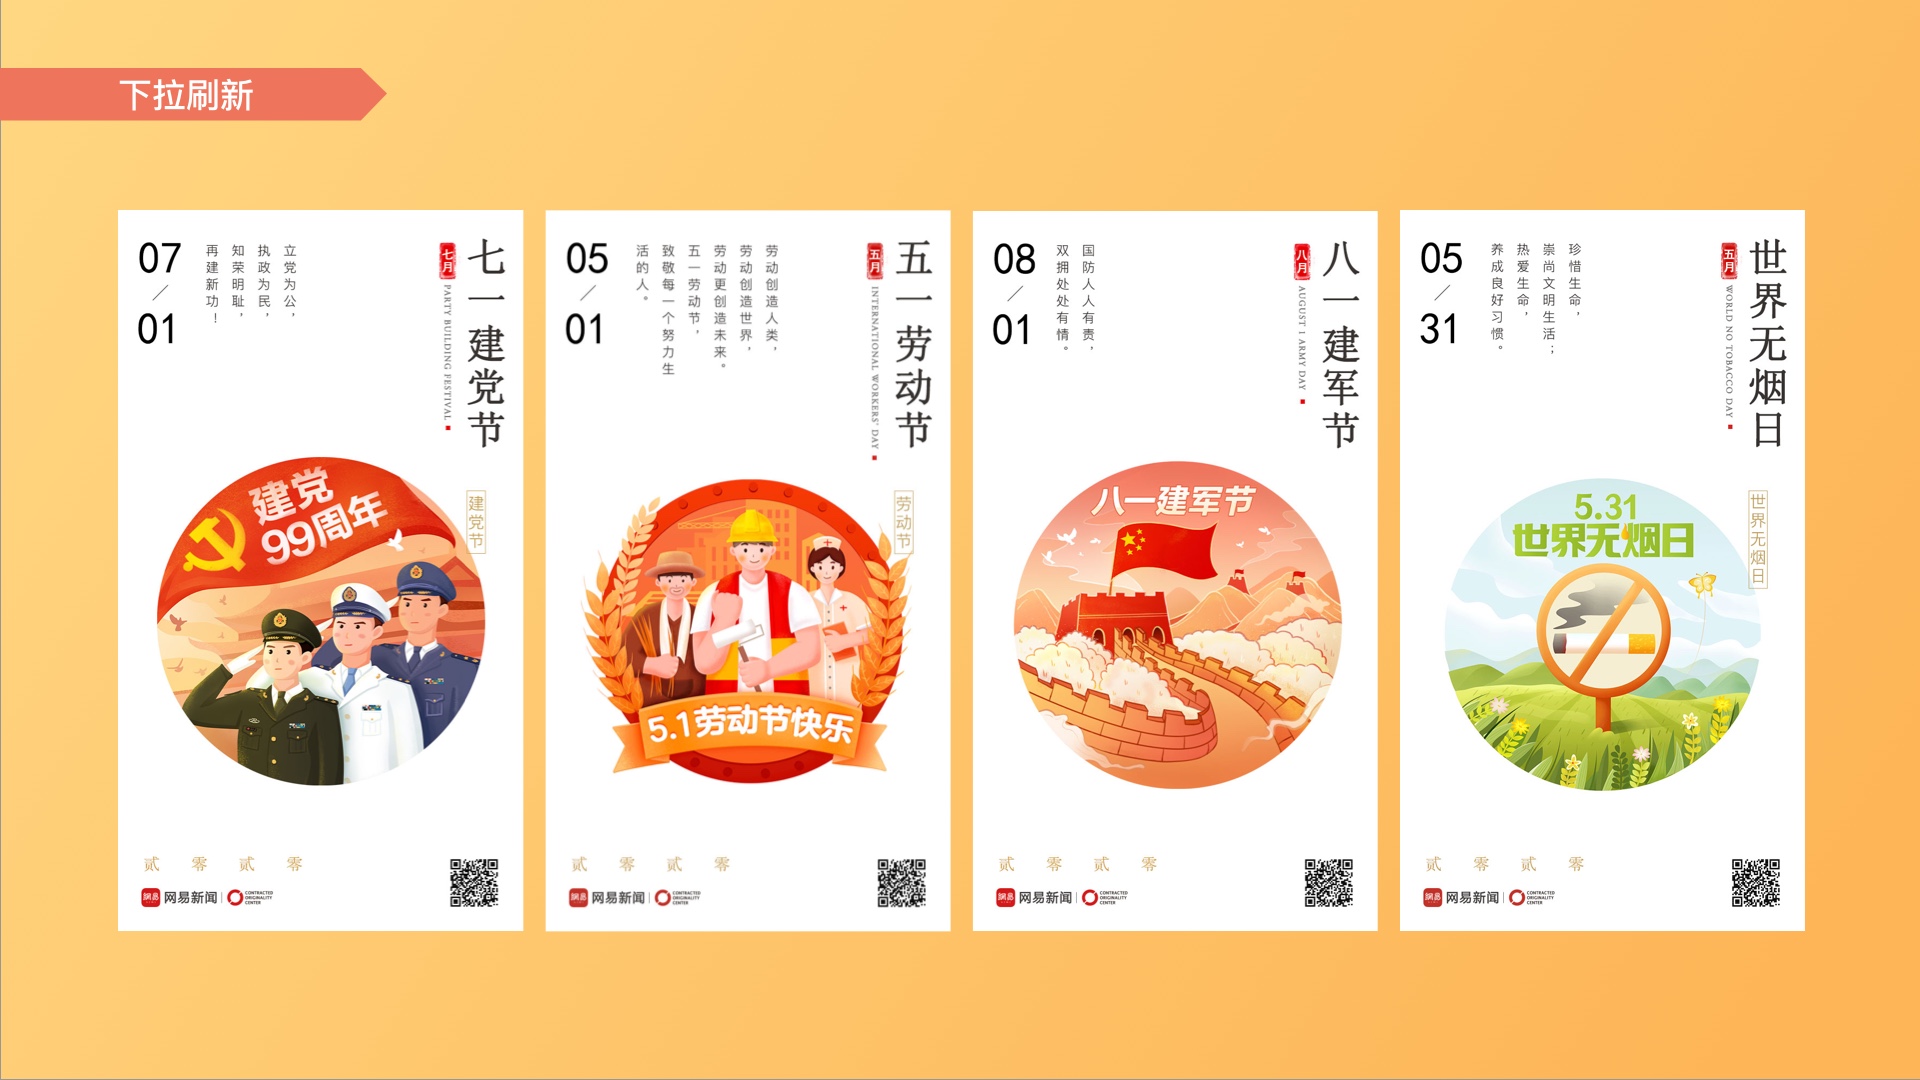 下拉刷新
07
01
立党为公，
执政为民，
知荣明耻，
再建新功！
七一建党节
七月
PARTY BUILDING FESTIVAL
建党节
建党
99周年
贰零贰零
網易
网易新闻
CONTRACTED
ORIGINALITY
CENTER
05
01
劳动创造人类，
劳动创造世界，
劳动更创造未来。
五一劳动节，
致敬每一个努力生
活的人。
五一劳动节
五月
INTERNATIONAL WORKERS' DAY
劳动节
5.1劳动节快乐
贰零贰零
網易
网易新闻
CONTRACTED
ORIGINALITY
CENTER
08
01
国防人人有责，
双拥处处有情。
八一建军节
八月
AUGUST 1 ARMY DAY
八一建军节
贰零贰零
網易
网易新闻
CONTRACTED
ORIGINALITY
CENTER
05
31
珍惜生命，
崇尚文明生活；
热爱生命，
养成良好习惯。
世界无烟日
五月
WORLD NO TOBACCO DAY
世界无烟日
5.31
世界无烟日
贰零贰零
網易
网易新闻
CONTRACTED
ORIGINALITY
CENTER